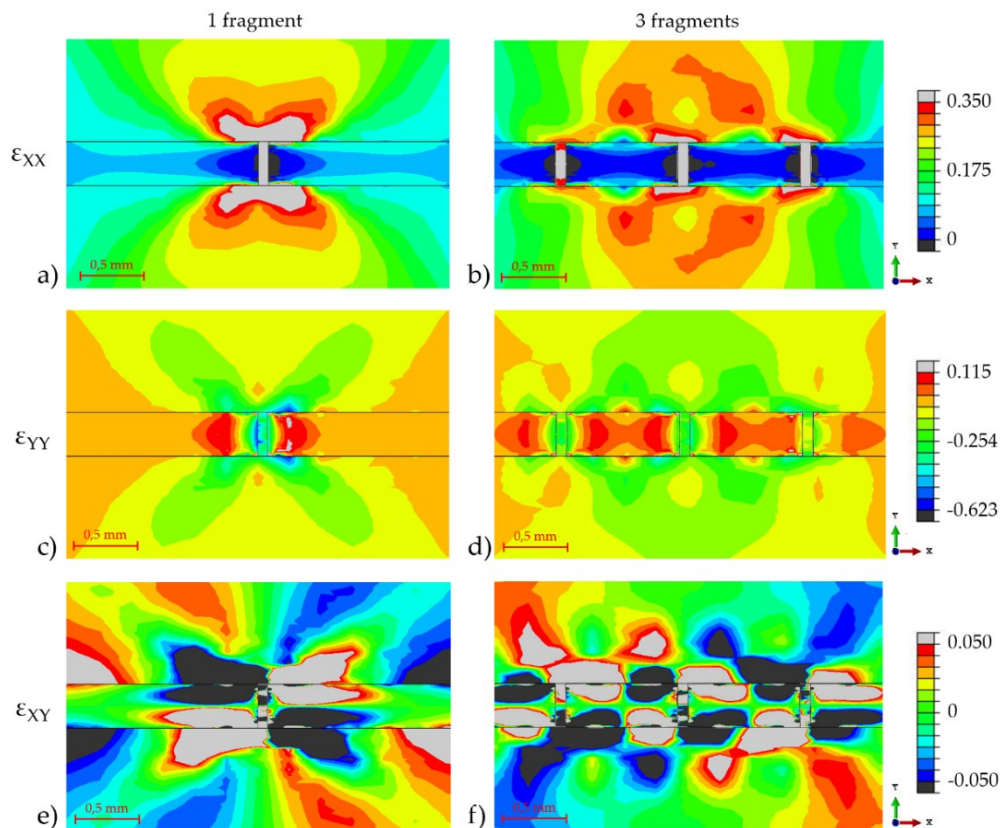 1 fragment
3 fragments
εXX
a)
0,5 mm
b)
0,5 mm
0.350
0.175
0
Y
X
εYY
c)
0,5 mm
d)
0,5 mm
0.115
-0.254
-0.623
Y
X
εXY
e)
0,5 mm
f)
0,5 mm
0.050
0
-0.050
Y
X